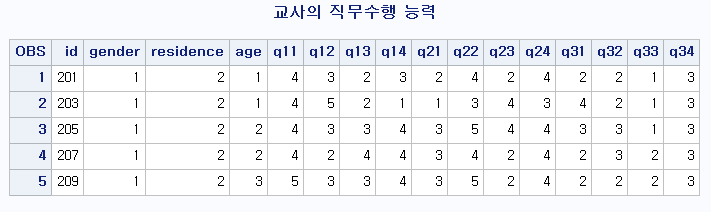 교사의 직무수행 능력
OBS id gender residence age q11 q12 q13 q14 q21 q22 q23 q24 q31 q32 q33 q34
1 201 1 2 1 4 3 2 3 2 4 2 4 2 2 1 3
2 203 1 2 1 4 5 2 1 1 3 4 3 4 2 1 3
3 205 1 2 2 4 3 3 4 3 5 4 4 3 3 1 3
4 207 1 2 2 4 2 4 4 3 4 2 4 2 3 2 3
5 209 1 2 3 5 3 3 4 3 5 2 4 2 2 2 3